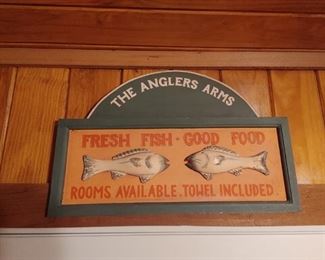 THE ANGLERS ARMS
FRESH FISH · GOOD FOOD
ROOMS AVAILABLE. TOWEL INCLUDED